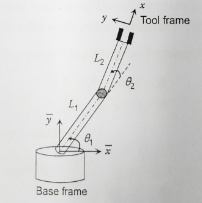 x
y
Tool frame
L₂
θ₂
L₁
y̅
θ₁
x̅
Base frame